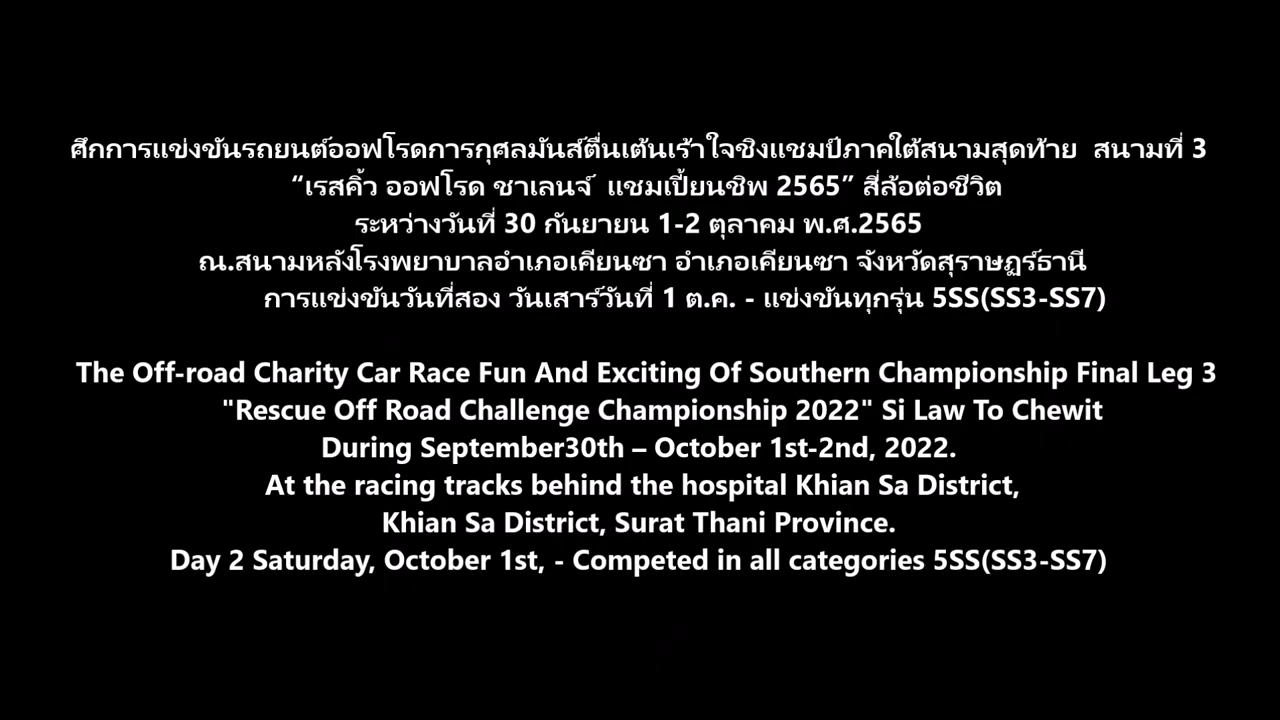 ศึกการแข่งขันรถยนต์ออฟโรดการกุศลมันส์ตื่นเต้นเร้าใจชิงแชมป์ภาคใต้สนามสุดท้าย สนามที่ 3
“เรสคิ้ว ออฟโรด ชาเลนจ์ แชมเปี้ยนชิพ 2565” สี่ล้อต่อชีวิต
ระหว่างวันที่ 30 กันยายน 1-2 ตุลาคม พ.ศ.2565
ณ.สนามหลังโรงพยาบาลอำเภอเคียนซา อำเภอเคียนซา จังหวัดสุราษฏร์ธานี
การแข่งขันวันที่สอง วันเสาร์วันที่ 1 ต.ค. - แข่งขันทุกรุ่น 5SS(SS3-SS7)
The Off-road Charity Car Race Fun And Exciting Of Southern Championship Final Leg 3
"Rescue Off Road Challenge Championship 2022" Si Law To Chewit
During September30th – October 1st-2nd, 2022.
At the racing tracks behind the hospital Khian Sa District,
Khian Sa District, Surat Thani Province.
Day 2 Saturday, October 1st, - Competed in all categories 5SS(SS3-SS7)